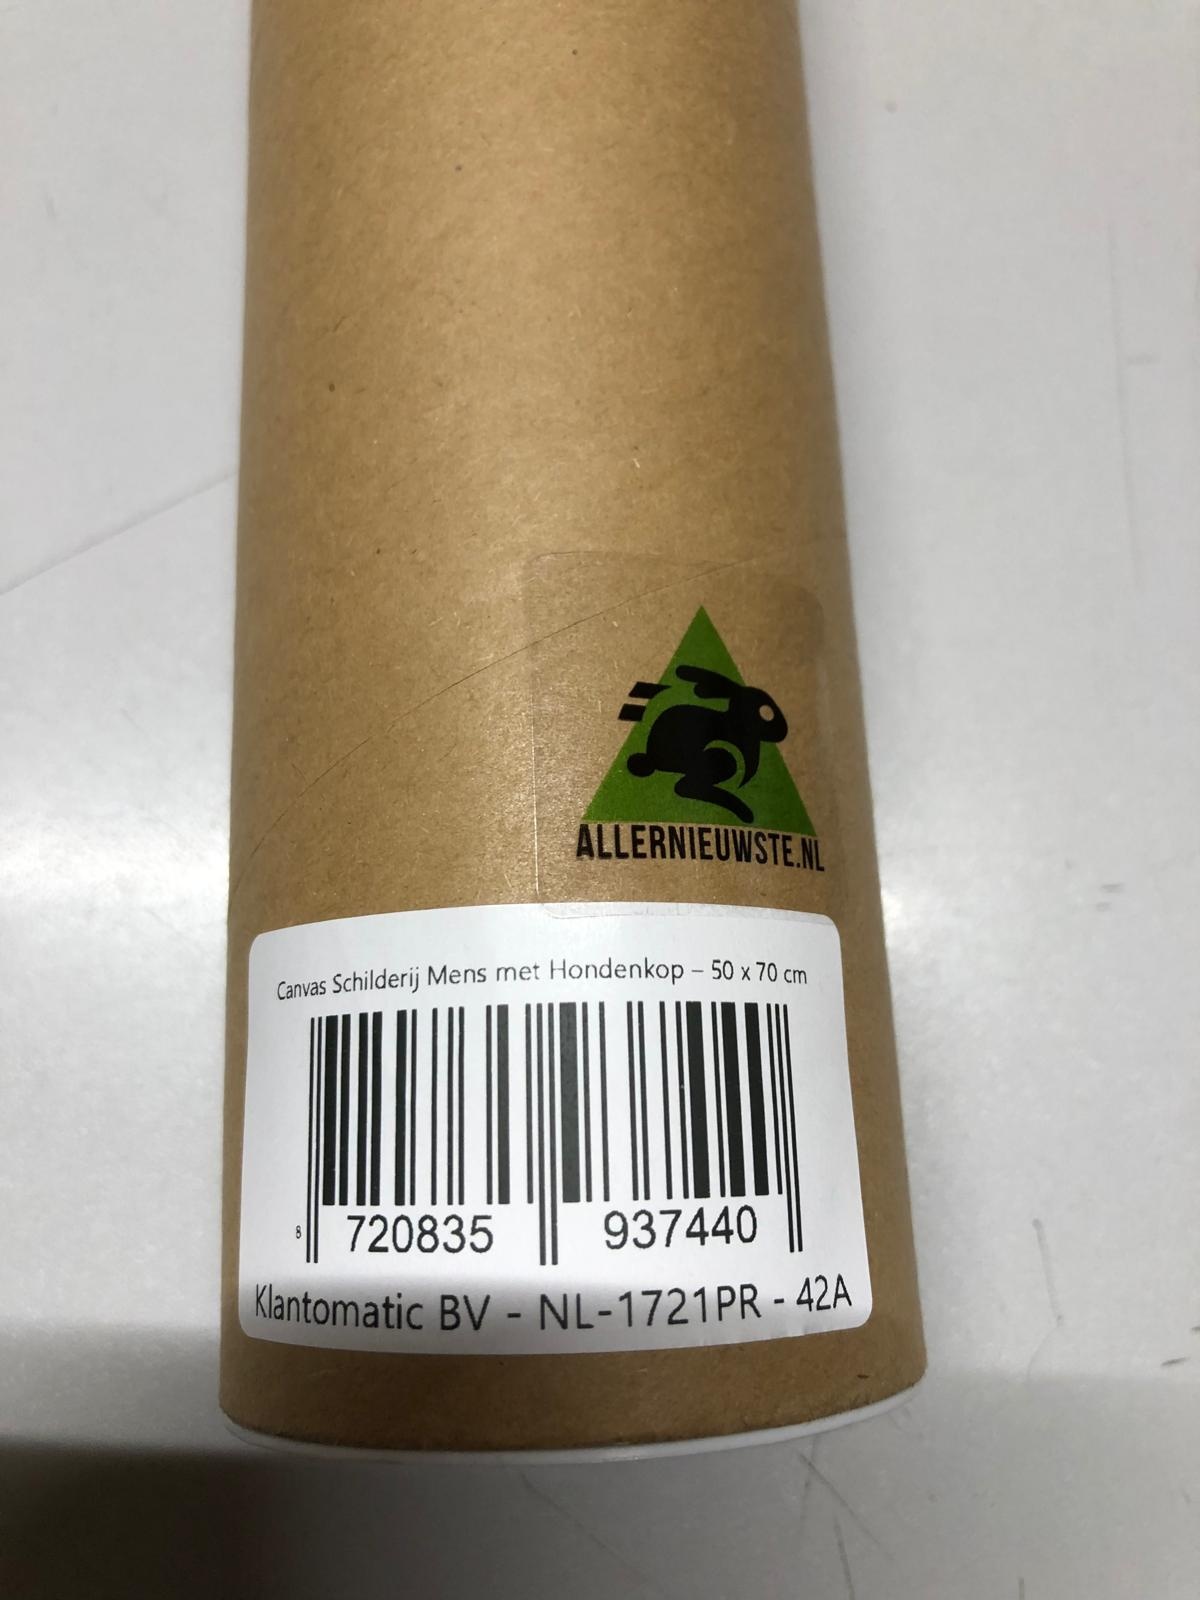 ALLERNIEUWSTE.NL
Canvas Schilderij Mens met Hondenkop – 50 x 70 cm
8 720835 937440
Klantomatic BV - NL-1721PR - 42A